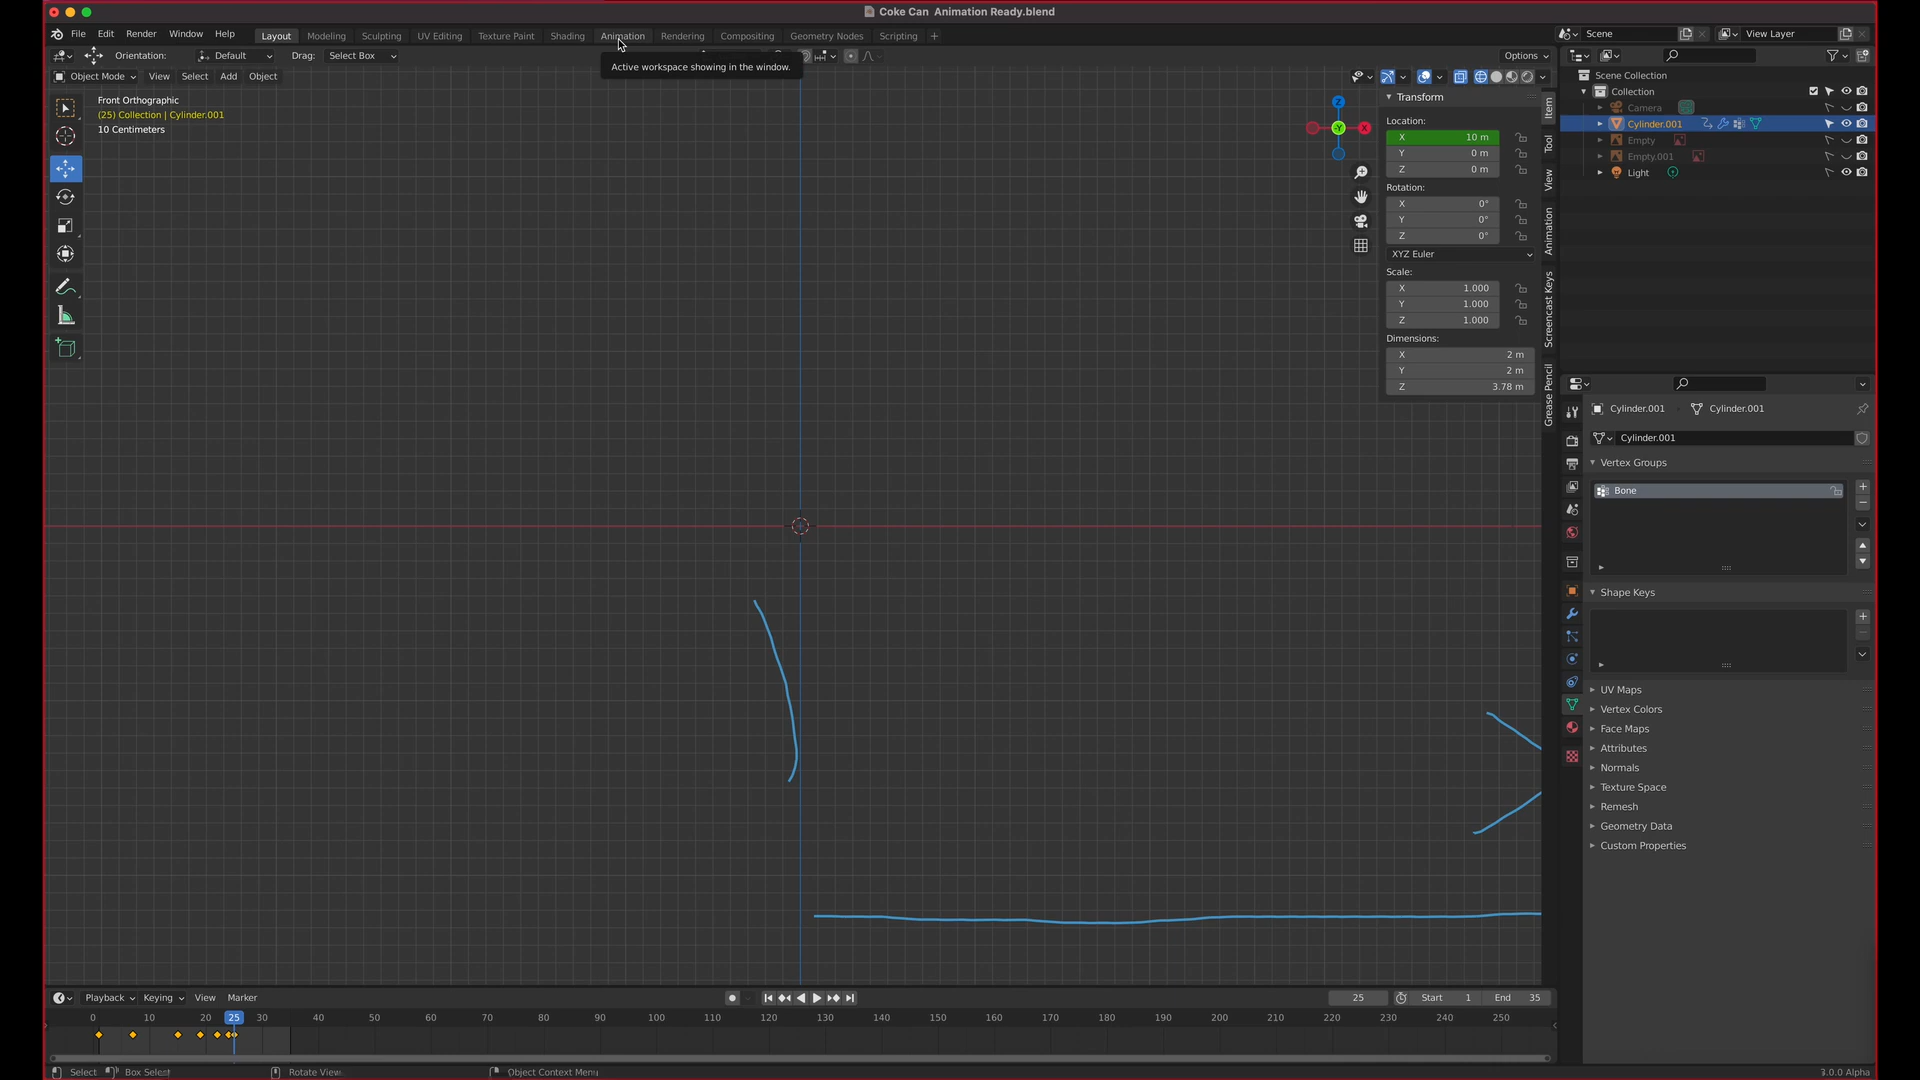 Coke Can  Animation Ready.blend
File Edit Render Window Help Layout Modeling Sculpting UV Editing Texture Paint Shading Animation Rendering Compositing Geometry Nodes Scripting + Scene View Layer
Orientation: Default Drag: Select Box Options
Active workspace showing in the window.
Object Mode View Select Add Object
Front Orthographic
(25) Collection | Cylinder.001
10 Centimeters
Z
-Y
X
Transform
Location:
X 10 m
Y 0 m
Z 0 m
Rotation:
X 0°
Y 0°
Z 0°
XYZ Euler
Scale:
X 1.000
Y 1.000
Z 1.000
Dimensions:
X 2 m
Y 2 m
Z 3.78 m
Item
Tool
View
Animation
Screencast Keys
Grease Pencil
Scene Collection
Collection
Camera
Cylinder.001
Empty
Empty.001
Light
Cylinder.001 Cylinder.001
Cylinder.001
Vertex Groups
Bone
Shape Keys
UV Maps
Vertex Colors
Face Maps
Attributes
Normals
Texture Space
Remesh
Geometry Data
Custom Properties
Playback Keying View Marker 25 Start 1 End 35
0 10 25 30 40 50 60 70 80 90 100 110 120 130 140 150 160 170 180 190 200 210 220 230 240 250
Select Box Select Rotate View Object Context Menu 3.0.0 Alpha